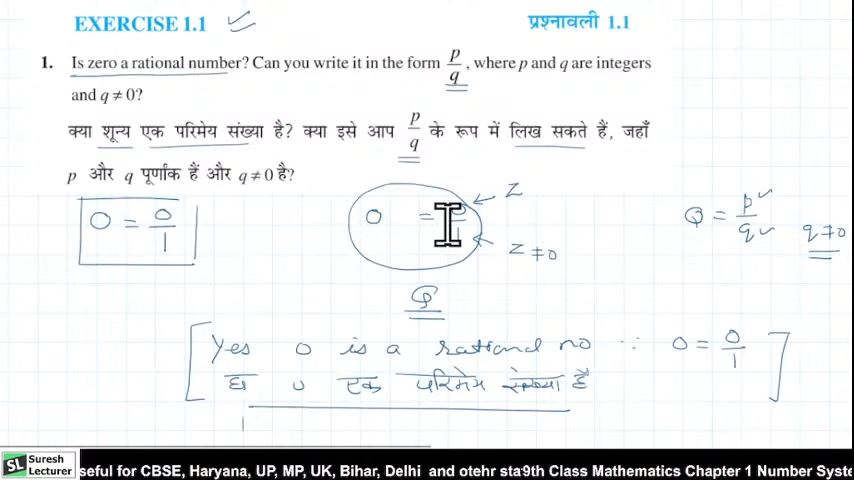 EXERCISE 1.1
प्रश्नावली 1.1
1. Is zero a rational number? Can you write it in the form p/q, where p and q are integers
and q ≠ 0?
क्या शून्य एक परिमेय संख्या है? क्या इसे आप p/q के रूप में लिख सकते हैं, जहाँ
p और q पूर्णांक हैं और q ≠ 0 है?
0 = 0/1
0 = /1
Z
Z ≠ 0
Q = p/q
q ≠ 0
Q
Yes 0 is a rational no ∵ 0 = 0/1
हाँ 0 एक परिमेय संख्या है
SL Suresh Lecturer
seful for CBSE, Haryana, UP, MP, UK, Bihar, Delhi and otehr sta9th Class Mathematics Chapter 1 Number Syste